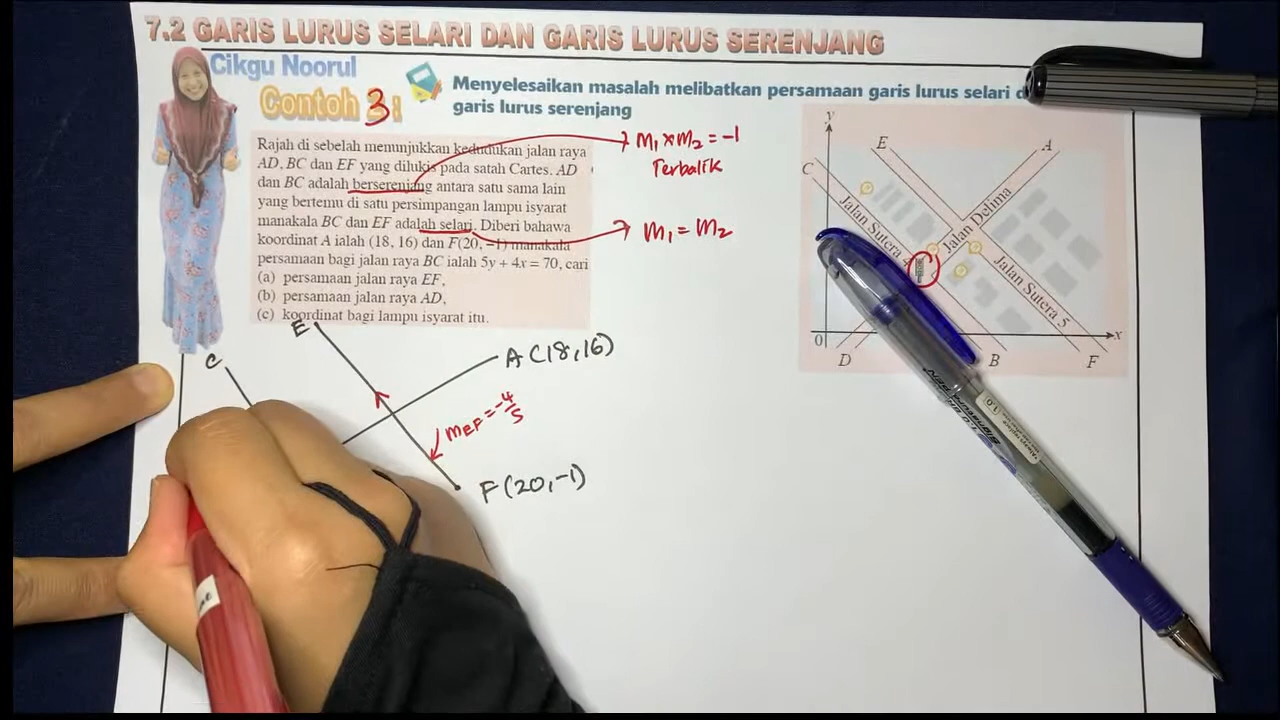 7.2 GARIS LURUS SELARI DAN GARIS LURUS SERENJANG
Cikgu Noorul
Contoh 3:
Menyelesaikan masalah melibatkan persamaan garis lurus selari d
garis lurus serenjang
Rajah di sebelah menunjukkan kedudukan jalan raya
AD, BC dan EF yang dilukis pada satah Cartes. AD
dan BC adalah berserenjang antara satu sama lain
yang bertemu di satu persimpangan lampu isyarat
manakala BC dan EF adalah selari. Diberi bahawa
koordinat A ialah (18, 16) dan F(20, −1) manakala
persamaan bagi jalan raya BC ialah 5y + 4x = 70, cari
(a) persamaan jalan raya EF,
(b) persamaan jalan raya AD,
(c) koordinat bagi lampu isyarat itu.
m₁ × m₂ = -1
Terbalik
m₁ = m₂
y
E
A
C
Jalan Sutera
Jalan Delima
Jalan Sutera 5
0
x
D
B
F
E
C
A(18,16)
mEF = -4/5
F(20,-1)
1.0